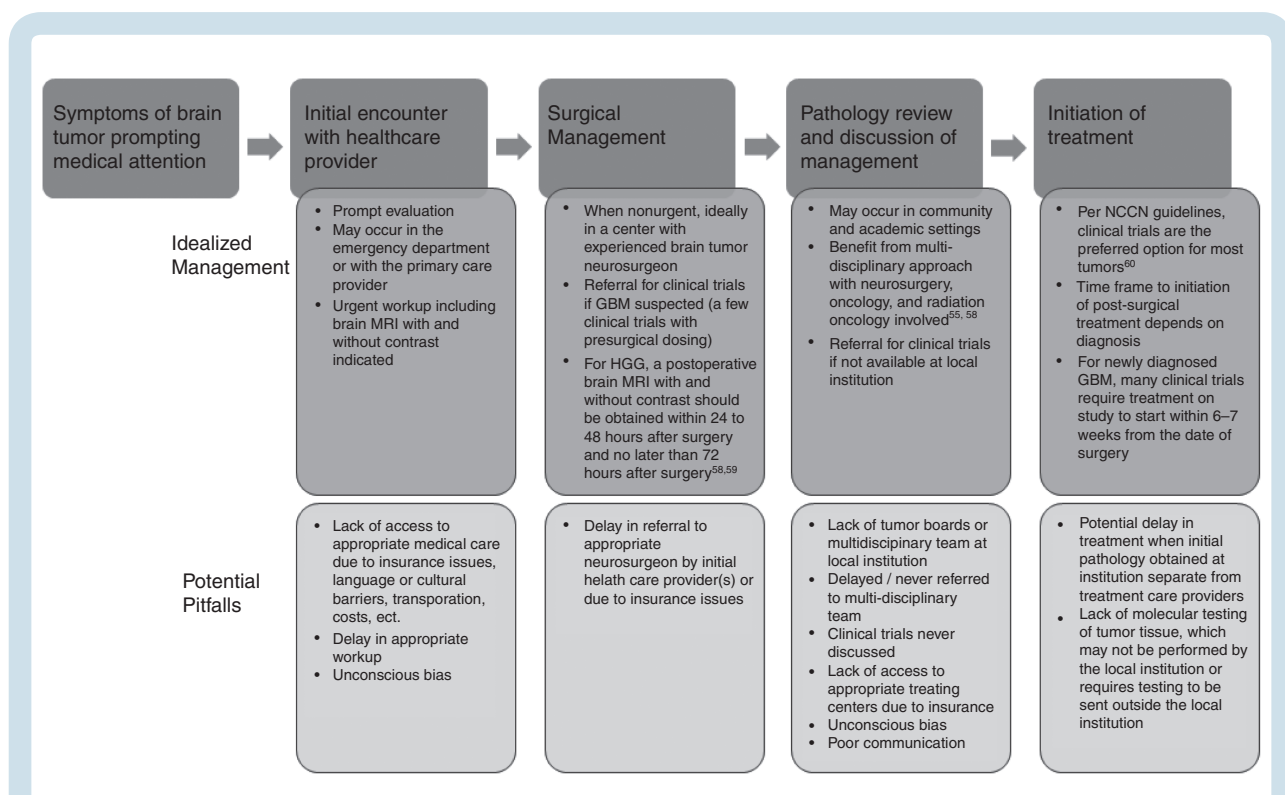 Symptoms of brain
tumor prompting
medical attention
Initial encounter
with healthcare
provider
Surgical
Management
Pathology review
and discussion of
management
Initiation of
treatment
Idealized
Management
• Prompt evaluation
• May occur in the
emergency department
or with the primary care
provider
• Urgent workup including
brain MRI with and
without contrast
indicated
• When nonurgent, ideally
in a center with
experienced brain tumor
neurosurgeon
• Referral for clinical trials
if GBM suspected (a few
clinical trials with
presurgical dosing)
• For HGG, a postoperative
brain MRI with and
without contrast should
be obtained within 24 to
48 hours after surgery
and no later than 72
hours after surgery58,59
• May occur in community
and academic settings
• Benefit from multi-
disciplinary approach
with neurosurgery,
oncology, and radiation
oncology involved55, 58
• Referral for clinical trials
if not available at local
institution
• Per NCCN guidelines,
clinical trials are the
preferred option for most
tumors60
• Time frame to initiation
of post-surgical
treatment depends on
diagnosis
• For newly diagnosed
GBM, many clinical trials
require treatment on
study to start within 6–7
weeks from the date of
surgery
Potential
Pitfalls
• Lack of access to
appropriate medical care
due to insurance issues,
language or cultural
barriers, transporation,
costs, ect.
• Delay in appropriate
workup
• Unconscious bias
• Delay in referral to
appropriate
neurosurgeon by initial
helath care provider(s) or
due to insurance issues
• Lack of tumor boards or
multidiscipinary team at
local institution
• Delayed / never referred
to multi-disciplinary
team
• Clinical trials never
discussed
• Lack of access to
appropriate treating
centers due to insurance
• Unconscious bias
• Poor communication
• Potential delay in
treatment when initial
pathology obtained at
institution separate from
treatment care providers
• Lack of molecular testing
of tumor tissue, which
may not be performed by
the local institution or
requires testing to be
sent outside the local
institution